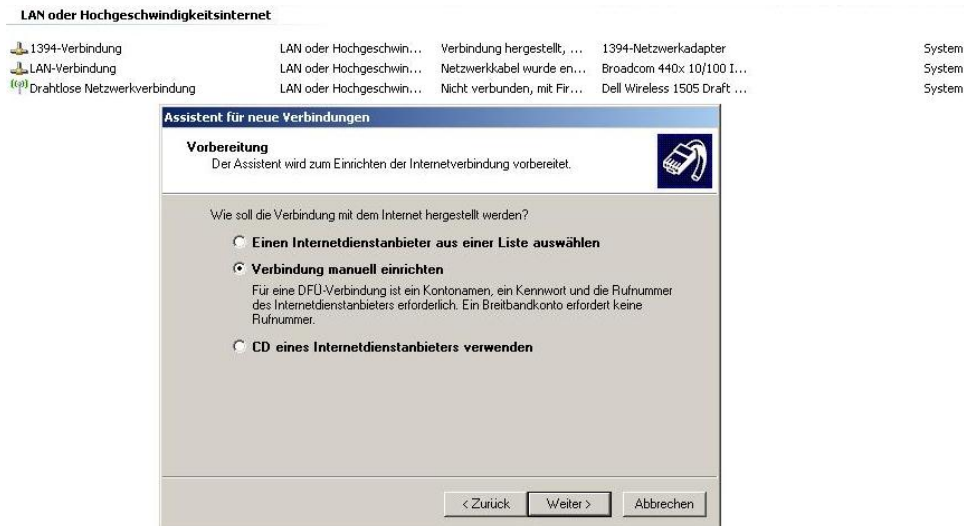 LAN oder Hochgeschwindigkeitsinternet
1394-Verbindung LAN oder Hochgeschwin... Verbindung hergestellt, ... 1394-Netzwerkadapter System
LAN-Verbindung LAN oder Hochgeschwin... Netzwerkkabel wurde en... Broadcom 440x 10/100 I... System
Drahtlose Netzwerkverbindung LAN oder Hochgeschwin... Nicht verbunden, mit Fir... Dell Wireless 1505 Draft ... System
Assistent für neue Verbindungen
Vorbereitung
Der Assistent wird zum Einrichten der Internetverbindung vorbereitet.
Wie soll die Verbindung mit dem Internet hergestellt werden?
Einen Internetdienstanbieter aus einer Liste auswählen
Verbindung manuell einrichten
Für eine DFÜ-Verbindung ist ein Kontonamen, ein Kennwort und die Rufnummer
des Internetdienstanbieters erforderlich. Ein Breitbandkonto erfordert keine
Rufnummer.
CD eines Internetdienstanbieters verwenden
< Zurück Weiter > Abbrechen